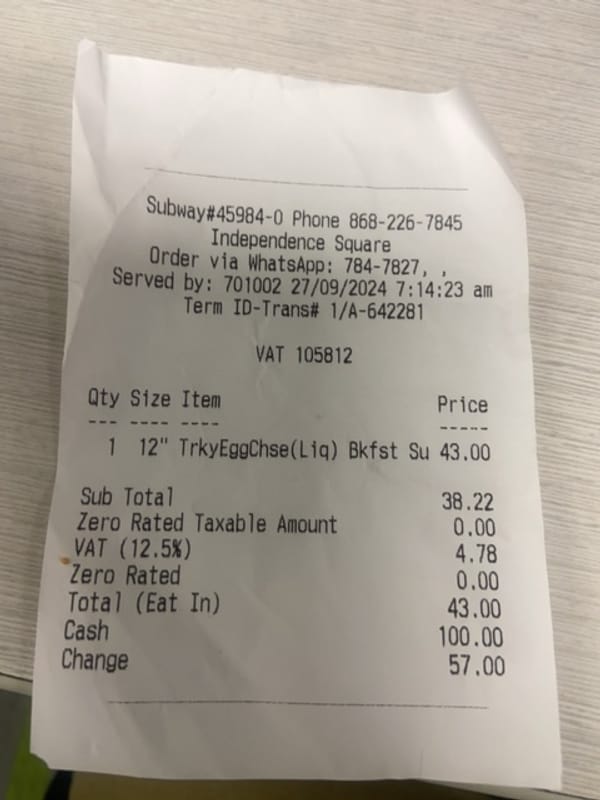 Subway#45984-0 Phone 868-226-7845
Independence Square
Order via WhatsApp: 784-7827, ,
Served by: 701002 27/09/2024 7:14:23 am
Term ID-Trans# 1/A-642281
VAT 105812
Qty Size Item Price
--- ---- ---- -----
1 12" TrkyEggChse(Liq) Bkfst Su 43.00
Sub Total 38.22
Zero Rated Taxable Amount 0.00
VAT (12.5%) 4.78
Zero Rated 0.00
Total (Eat In) 43.00
Cash 100.00
Change 57.00